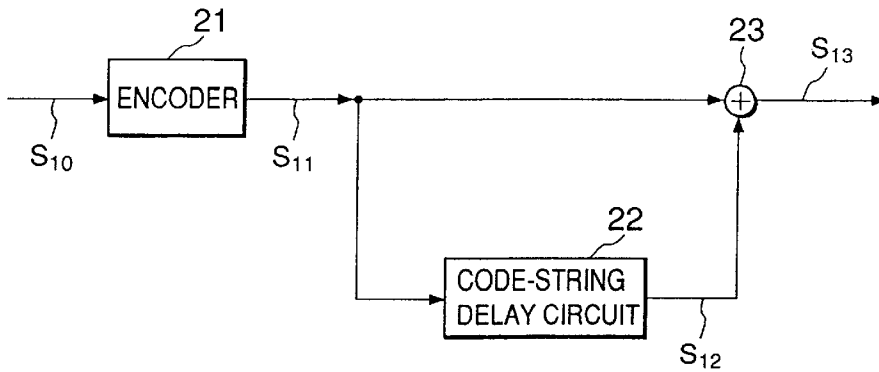 21
23
S13
ENCODER
+
S10
S11
22
CODE-STRING
DELAY CIRCUIT
S12